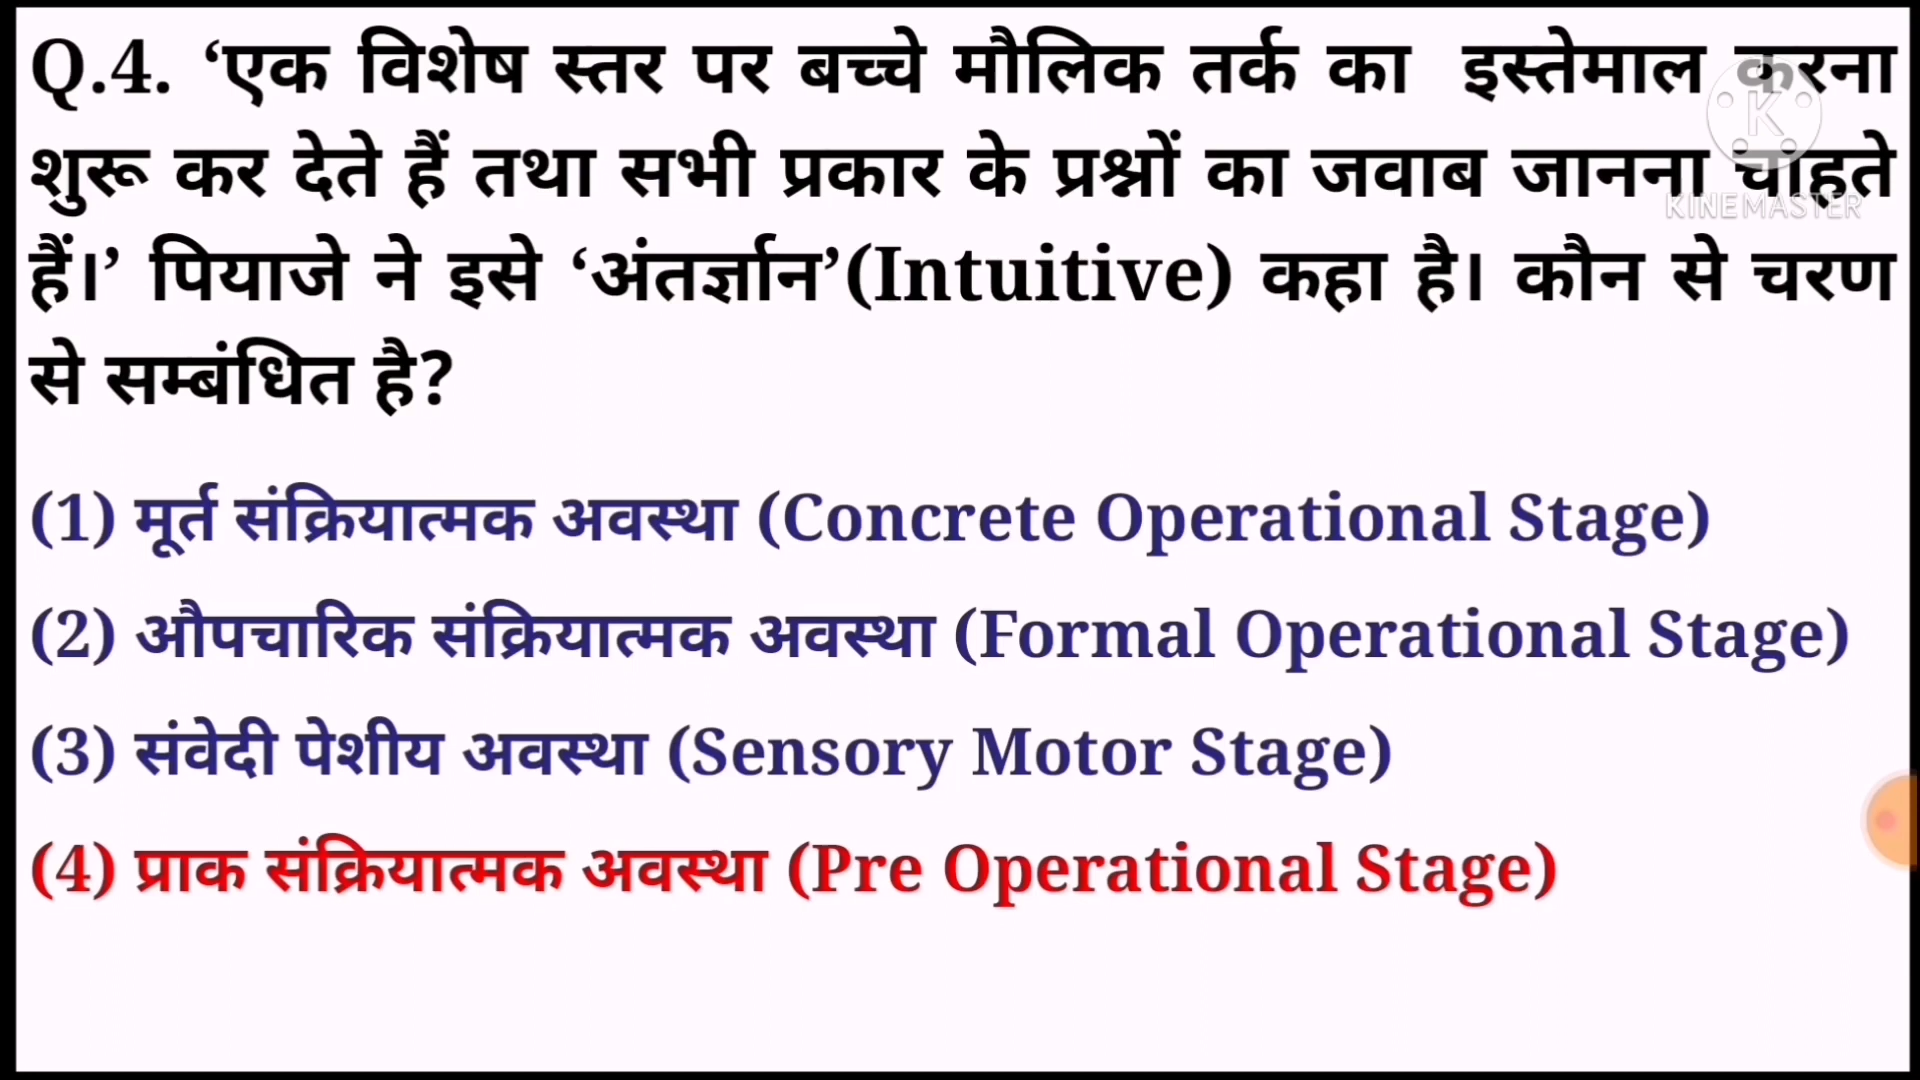 Q.4. ‘एक विशेष स्तर पर बच्चे मौलिक तर्क का इस्तेमाल करना
शुरू कर देते हैं तथा सभी प्रकार के प्रश्नों का जवाब जानना चाहते
हैं।’ पियाजे ने इसे ‘अंतर्ज्ञान’(Intuitive) कहा है। कौन से चरण
से सम्बंधित है?
(1) मूर्त संक्रियात्मक अवस्था (Concrete Operational Stage)
(2) औपचारिक संक्रियात्मक अवस्था (Formal Operational Stage)
(3) संवेदी पेशीय अवस्था (Sensory Motor Stage)
(4) प्राक संक्रियात्मक अवस्था (Pre Operational Stage)
K
KINEMASTER